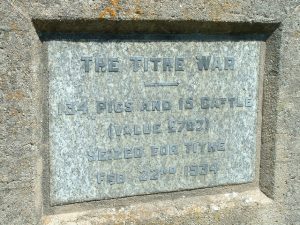 THE TITHE WAR
134 PIGS AND 15 CATTLE
(VALUE £702)
SEIZED FOR TITHE
FEB. 22ND 1934